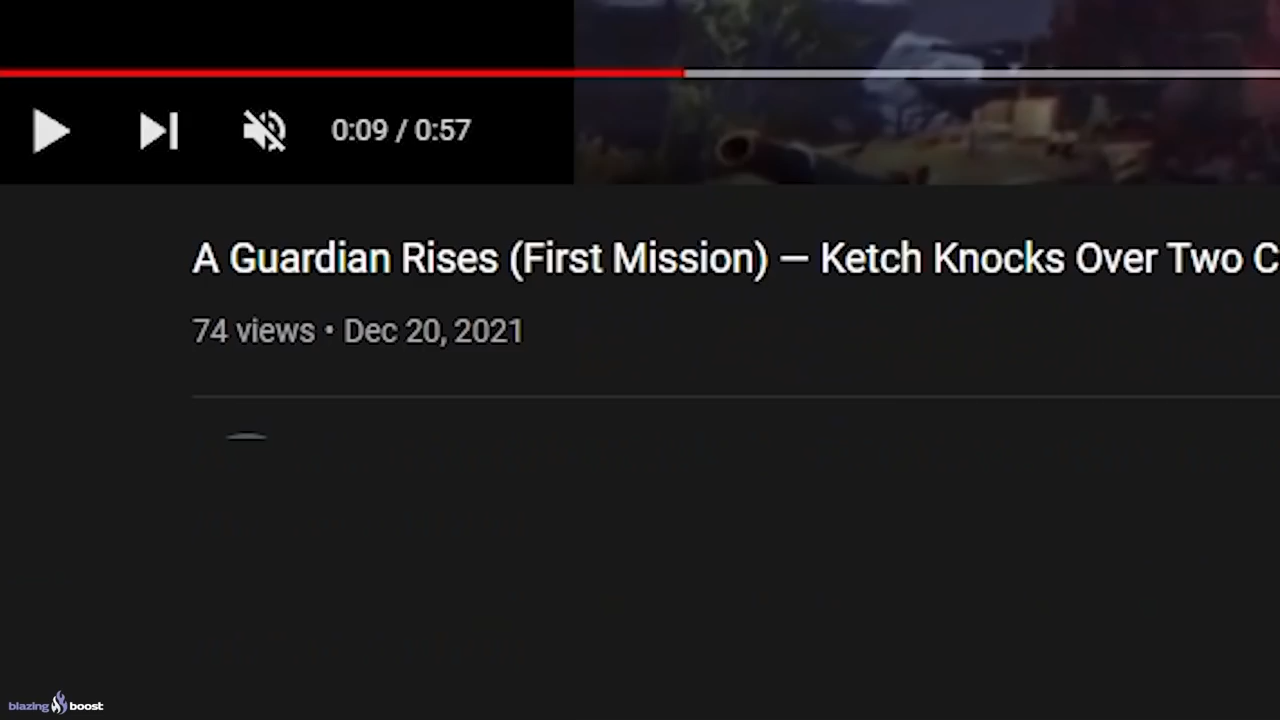 0:09 / 0:57
A Guardian Rises (First Mission) — Ketch Knocks Over Two C
74 views • Dec 20, 2021
blazing boost